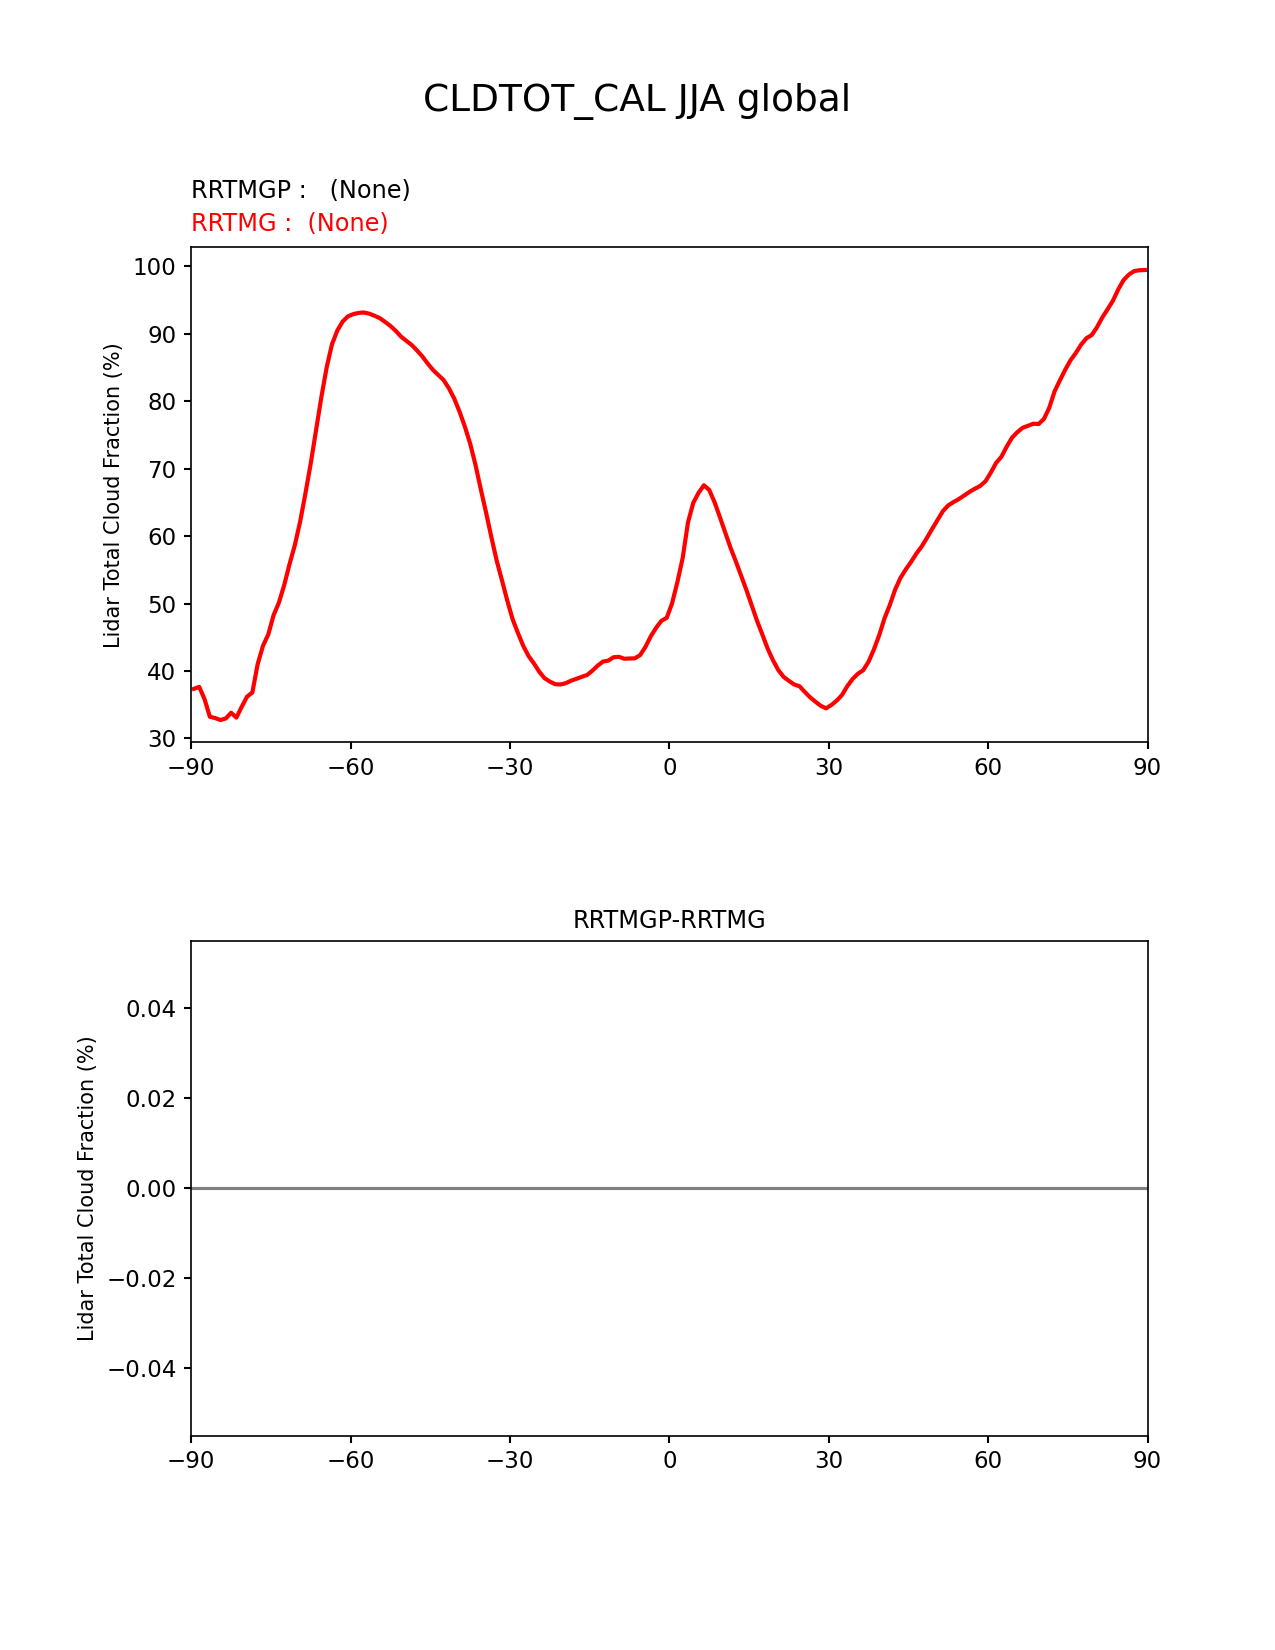 CLDTOT_CAL JJA global
RRTMGP :   (None)
RRTMG :  (None)
Lidar Total Cloud Fraction (%)
100
90
80
70
60
50
40
30
−90 −60 −30 0 30 60 90
RRTMGP-RRTMG
Lidar Total Cloud Fraction (%)
0.04
0.02
0.00
−0.02
−0.04
−90 −60 −30 0 30 60 90